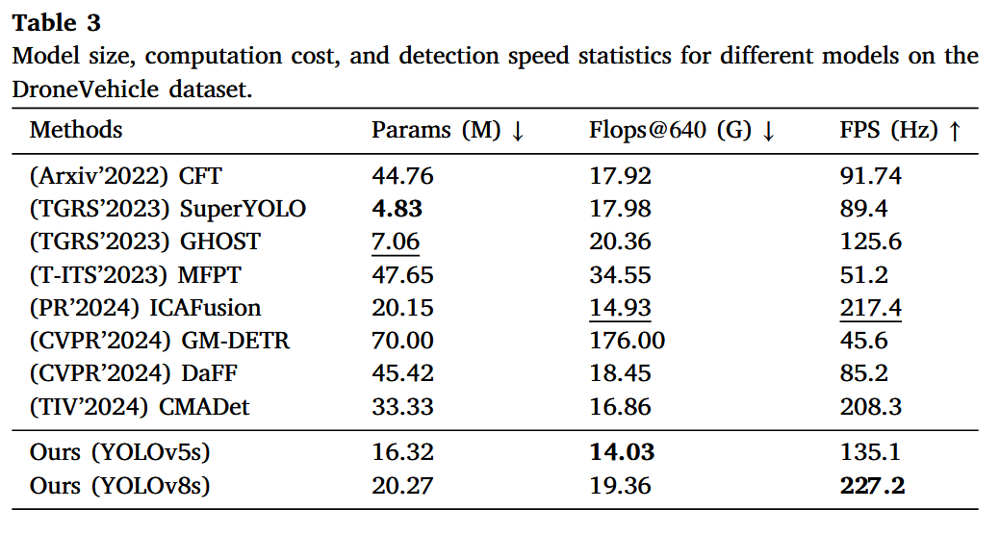 Table 3
Model size, computation cost, and detection speed statistics for different models on the
DroneVehicle dataset.
Methods Params (M) ↓ Flops@640 (G) ↓ FPS (Hz) ↑
(Arxiv’2022) CFT 44.76 17.92 91.74
(TGRS’2023) SuperYOLO 4.83 17.98 89.4
(TGRS’2023) GHOST 7.06 20.36 125.6
(T-ITS’2023) MFPT 47.65 34.55 51.2
(PR’2024) ICAFusion 20.15 14.93 217.4
(CVPR’2024) GM-DETR 70.00 176.00 45.6
(CVPR’2024) DaFF 45.42 18.45 85.2
(TIV’2024) CMADet 33.33 16.86 208.3
Ours (YOLOv5s) 16.32 14.03 135.1
Ours (YOLOv8s) 20.27 19.36 227.2